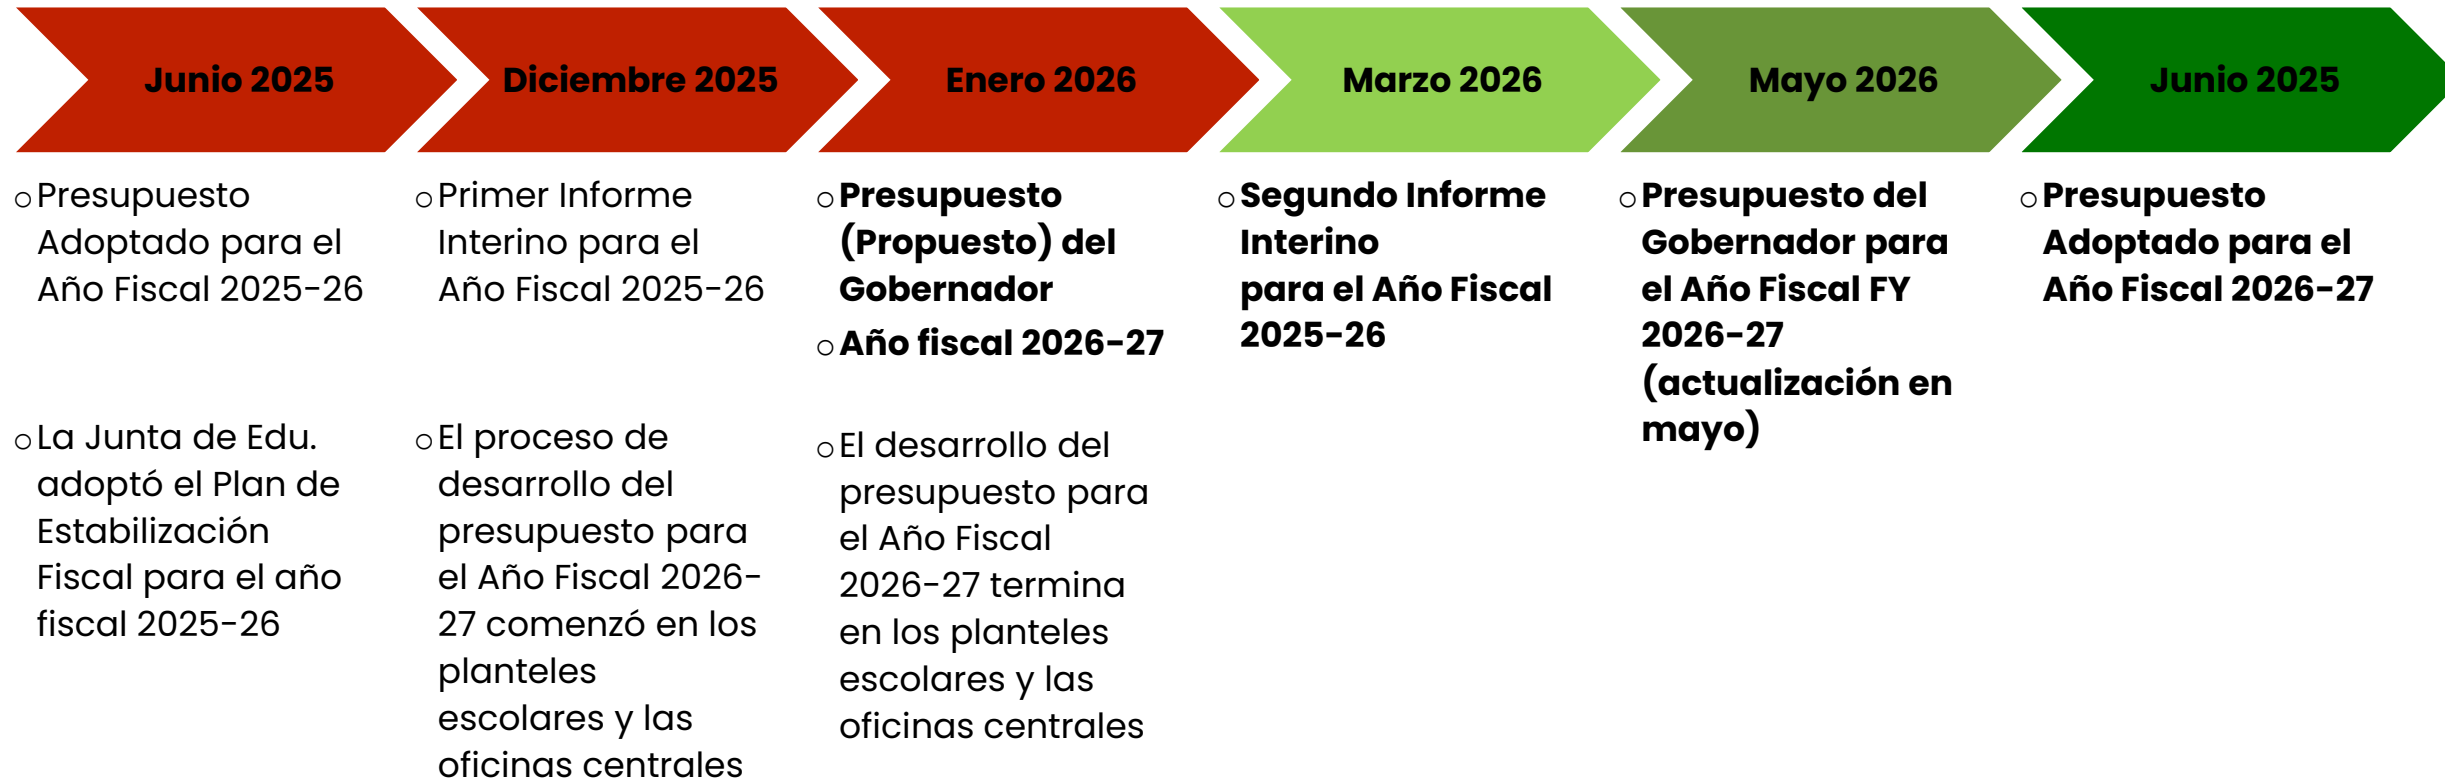 Junio 2025
Diciembre 2025
Enero 2026
Marzo 2026
Mayo 2026
Junio 2025
○Presupuesto
Adoptado para el
Año Fiscal 2025-26
○La Junta de Edu.
adoptó el Plan de
Estabilización
Fiscal para el año
fiscal 2025-26
○Primer Informe
Interino para el
Año Fiscal 2025-26
○El proceso de
desarrollo del
presupuesto para
el Año Fiscal 2026-
27 comenzó en los
planteles
escolares y las
oficinas centrales
○Presupuesto
(Propuesto) del
Gobernador
○Año fiscal 2026-27
○El desarrollo del
presupuesto para
el Año Fiscal
2026-27 termina
en los planteles
escolares y las
oficinas centrales
○Segundo Informe
Interino
para el Año Fiscal
2025-26
○Presupuesto del
Gobernador para
el Año Fiscal FY
2026-27
(actualización en
mayo)
○Presupuesto
Adoptado para el
Año Fiscal 2026-27